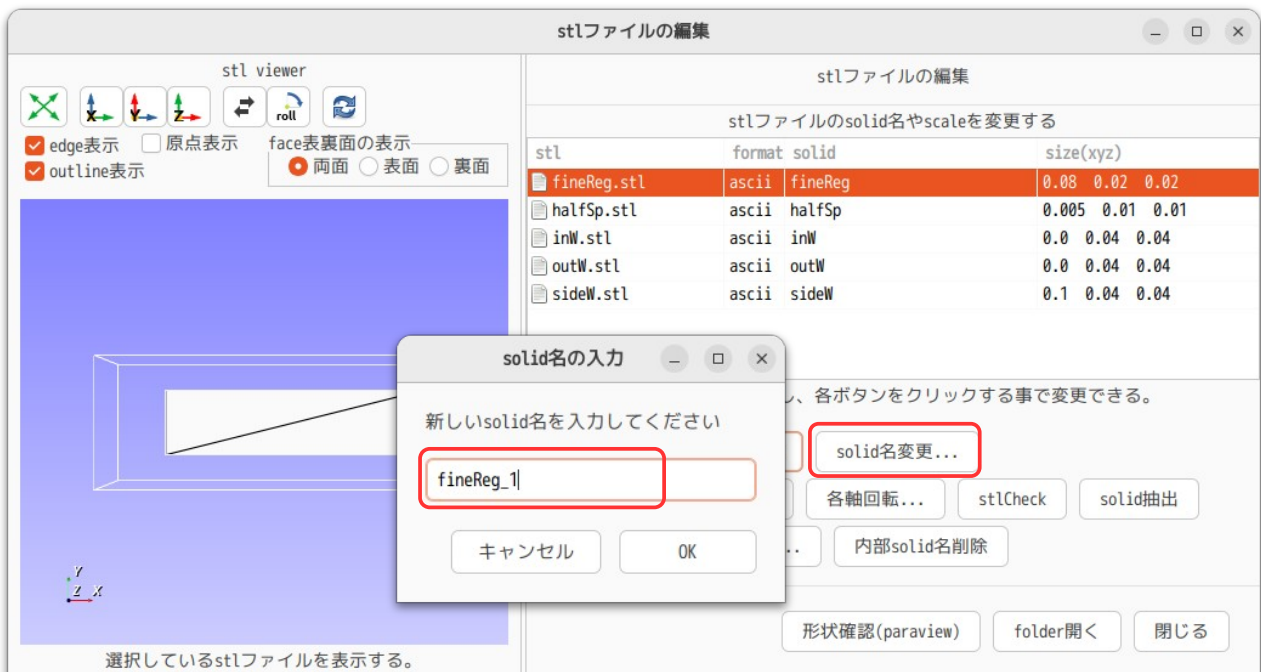 stlファイルの編集
stl viewer
X Y Z roll
edge表示 原点表示 face表裏面の表示
outline表示 両面 表面 裏面
stlファイルの編集
stlファイルのsolid名やscaleを変更する
stl format solid size(xyz)
fineReg.stl ascii fineReg 0.08 0.02 0.02
halfSp.stl ascii halfSp 0.005 0.01 0.01
inW.stl ascii inW 0.0 0.04 0.04
outW.stl ascii outW 0.0 0.04 0.04
sideW.stl ascii sideW 0.1 0.04 0.04
、各ボタンをクリックする事で変更できる。
solid名変更...
各軸回転... stlCheck solid抽出
.. 内部solid名削除
形状確認(paraview) folder開く 閉じる
solid名の入力
新しいsolid名を入力してください
fineReg_1
キャンセル OK
Y
Z X
選択しているstlファイルを表示する。